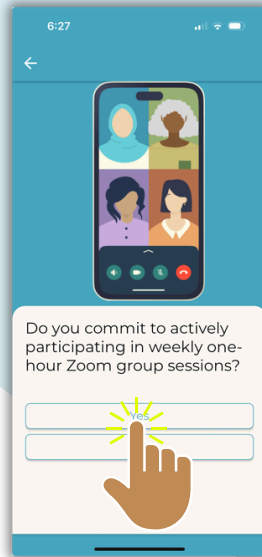 6:27
Do you commit to actively
participating in weekly one-
hour Zoom group sessions?
Yes